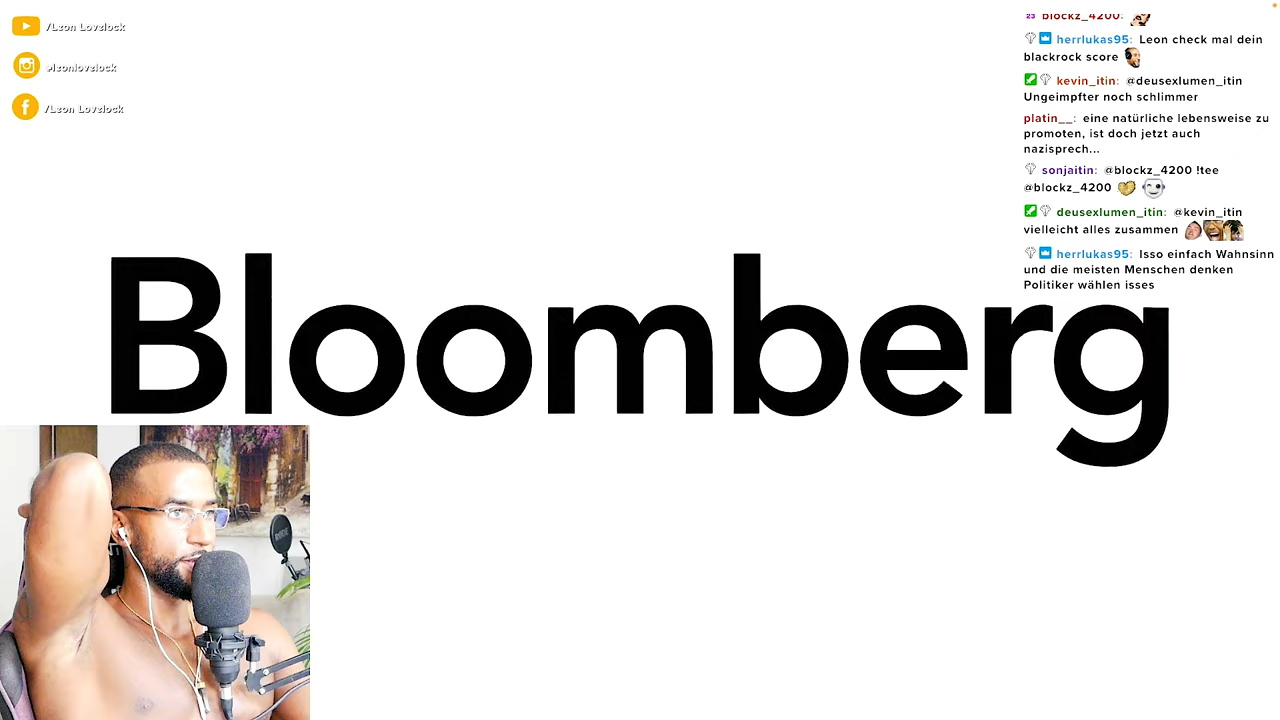 /Leon Lovelock
#leonlovelock
/Leon Lovelock
23 blockz_4200:
herrlukas95: Leon check mal dein
blackrock score
kevin_itin: @deusexlumen_itin
Ungeimpfter noch schlimmer
platin__: eine natürliche lebensweise zu
promoten, ist doch jetzt auch
nazisprech...
sonjaitin: @blockz_4200 !tee
@blockz_4200
deusexlumen_itin: @kevin_itin
vielleicht alles zusammen
herrlukas95: Isso einfach Wahnsinn
und die meisten Menschen denken
Politiker wählen isses
Bloomberg
RØDE